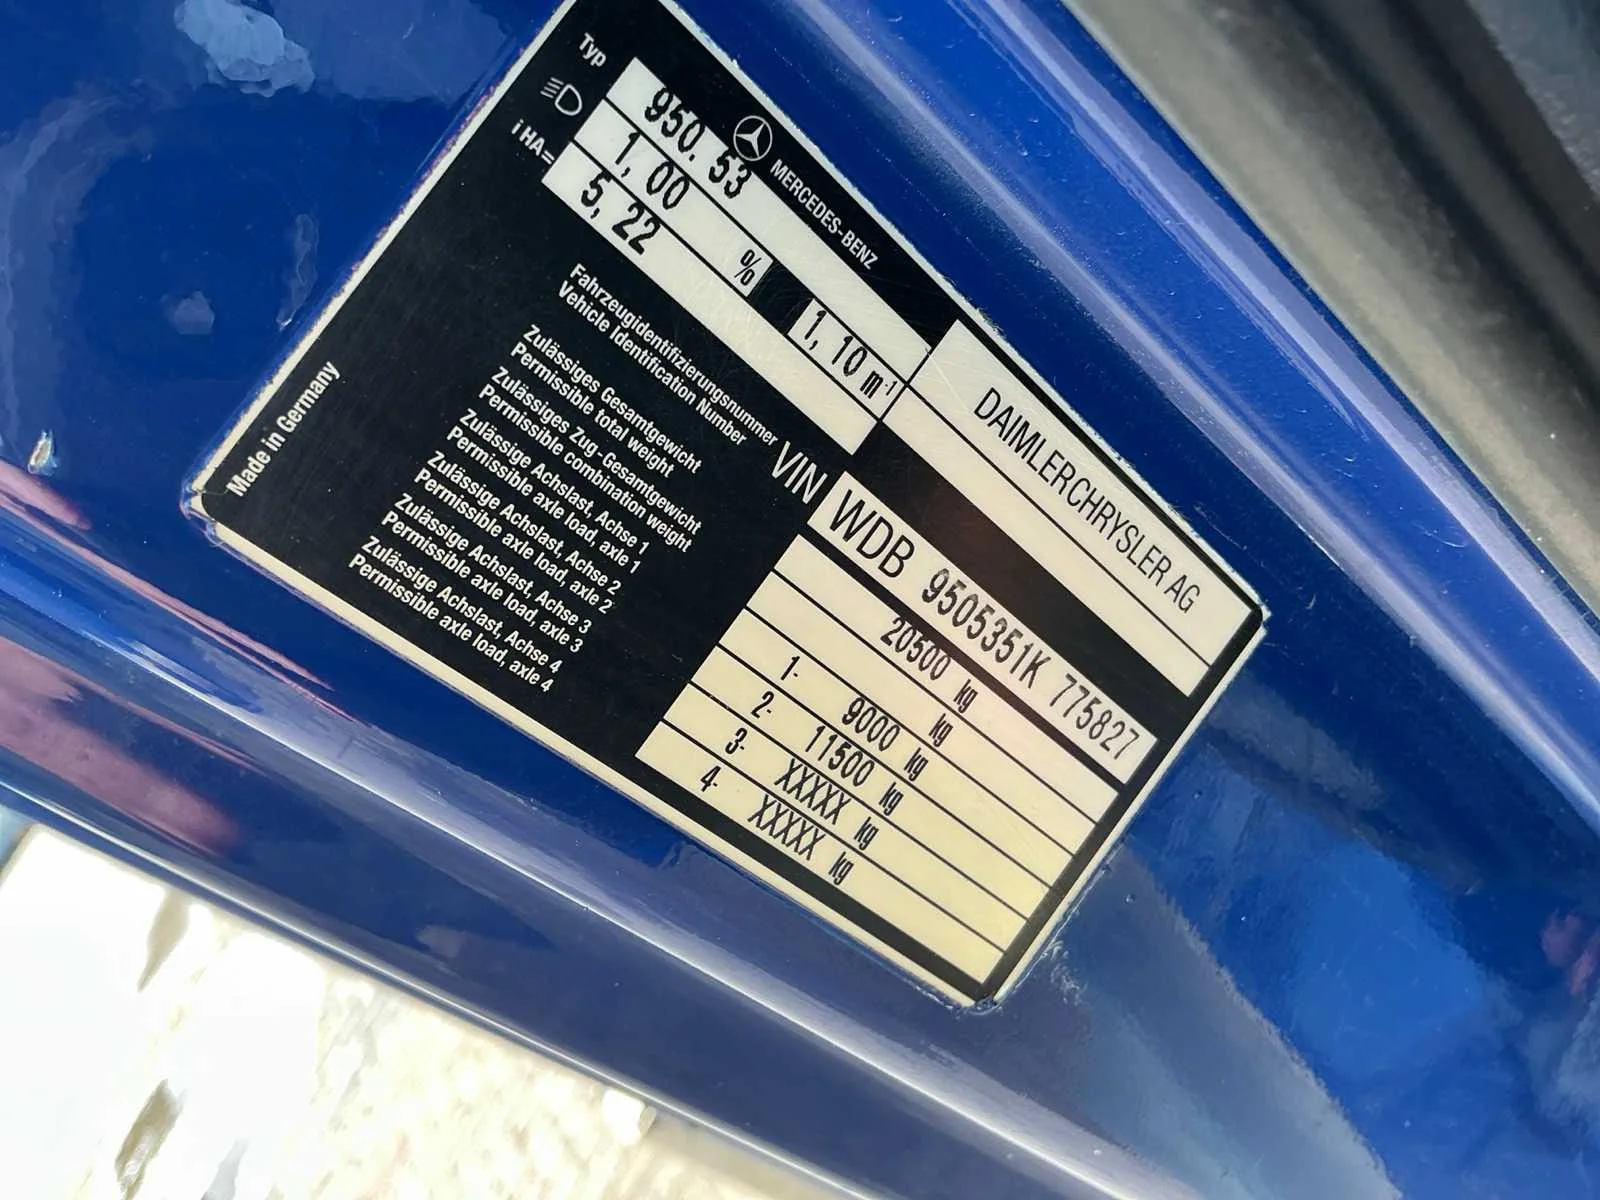 MERCEDES-BENZ
DAIMLERCHRYSLER AG
Typ 950.53
1,00 % 1,10 m-1
iHA= 5,22
Fahrzeugidentifizierungsnummer
Vehicle Identification Number
VIN WDB 9505351K 775827
Zulässiges Gesamtgewicht
Permissible total weight
20500 kg
Zulässiges Zug-Gesamtgewicht
Permissible combination weight
kg
Zulässige Achslast, Achse 1
Permissible axle load, axle 1
1- 9000 kg
Zulässige Achslast, Achse 2
Permissible axle load, axle 2
2- 11500 kg
Zulässige Achslast, Achse 3
Permissible axle load, axle 3
3- XXXXX kg
Zulässige Achslast, Achse 4
Permissible axle load, axle 4
4- XXXXX kg
Made in Germany